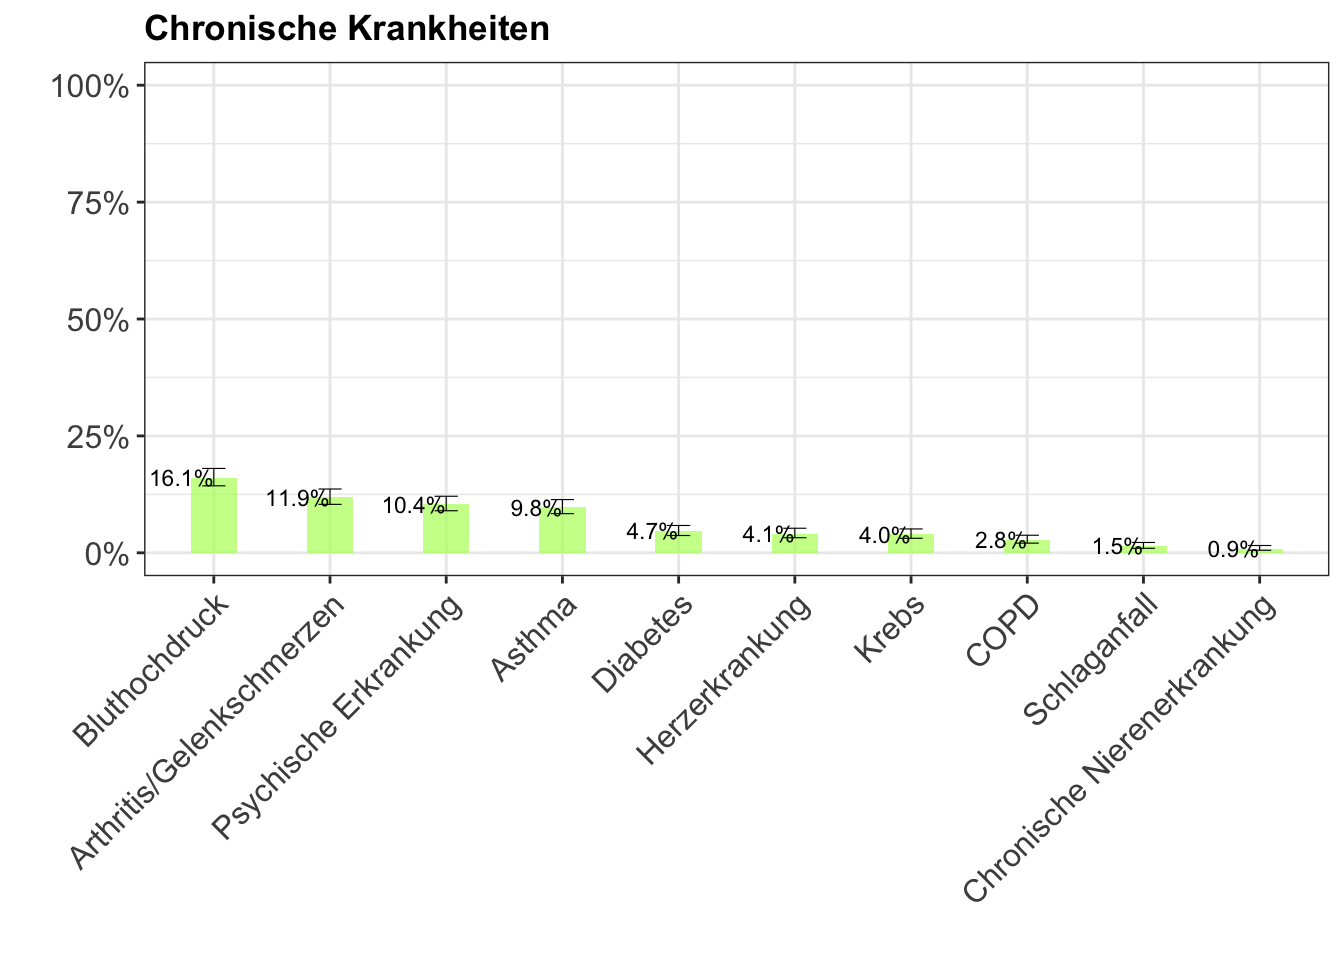 Chronische Krankheiten
100%
75%
50%
25%
0%
16.1%
11.9%
10.4%
9.8%
4.7%
4.1%
4.0%
2.8%
1.5%
0.9%
Bluthochdruck
Arthritis/Gelenkschmerzen
Psychische Erkrankung
Asthma
Diabetes
Herzerkrankung
Krebs
COPD
Schlaganfall
Chronische Nierenerkrankung